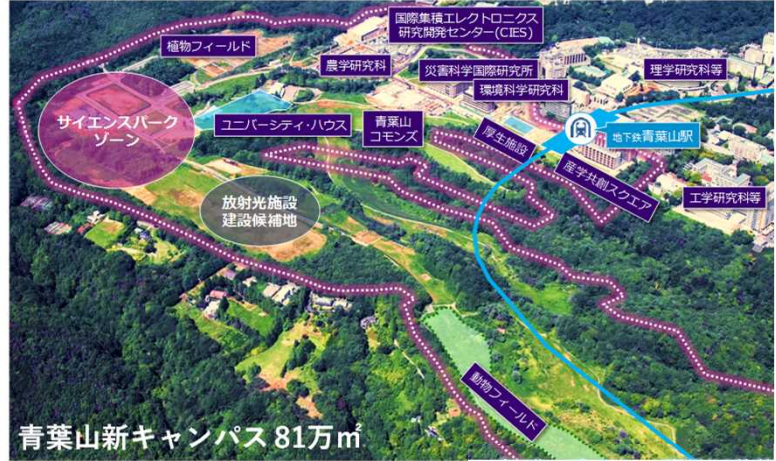 国際集積エレクトロニクス
研究開発センター(CIES)
植物フィールド
農学研究科
災害科学国際研究所
環境科学研究科
理学研究科等
サイエンスパーク
ゾーン
ユニバーシティ・ハウス
青葉山
コモンズ
厚生施設
地下鉄青葉山駅
産学共創スクエア
工学研究科等
放射光施設
建設候補地
動物フィールド
青葉山新キャンパス 81万㎡